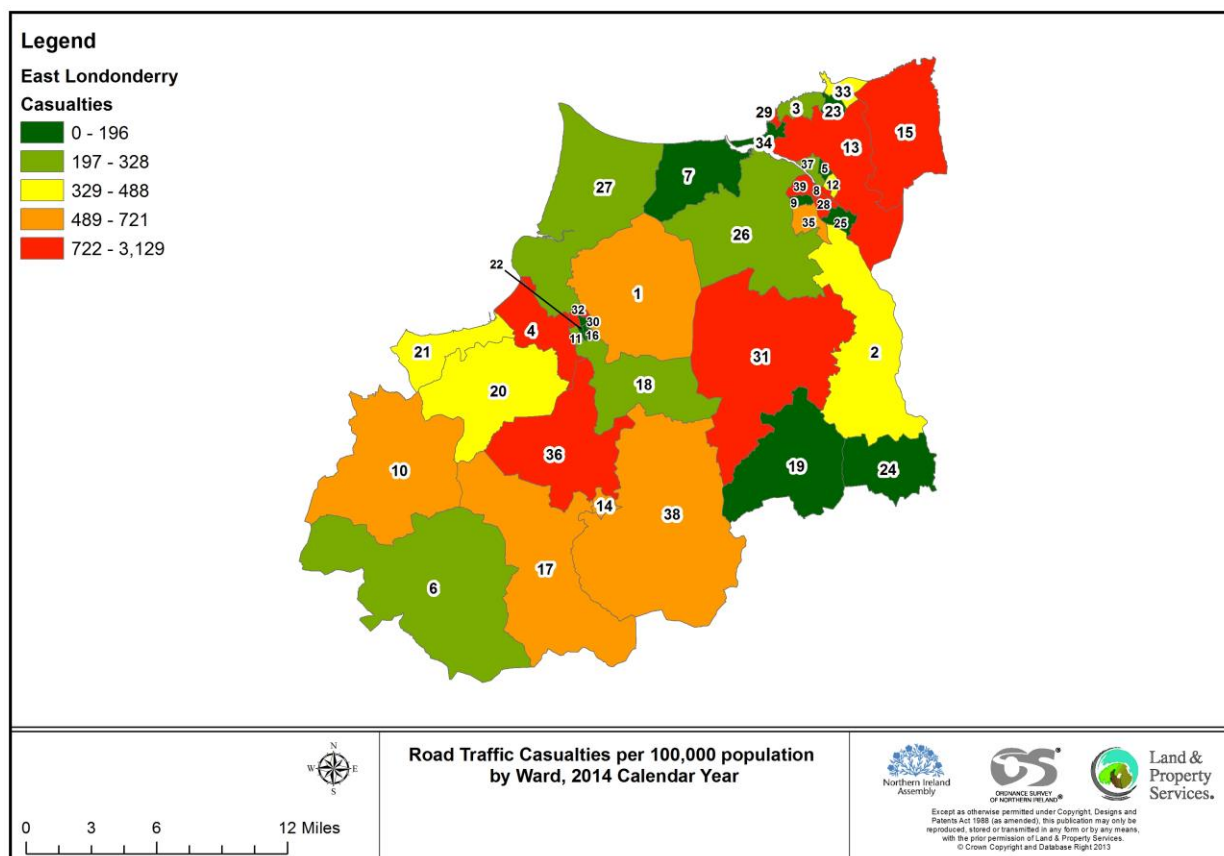 Legend
East Londonderry
Casualties
0 - 196
197 - 328
329 - 488
489 - 721
722 - 3,129
33
3
23
29
15
34
13
37
5
7
12
39
8
27
9
28
35
25
26
22
1
32
30
4
11
16
21
2
31
20
18
36
10
19
24
14
38
17
6
N
W
E
S
0
3
6
12 Miles
Road Traffic Casualties per 100,000 population
by Ward, 2014 Calendar Year
Northern Ireland
Assembly
OS®
ORDNANCE SURVEY
OF NORTHERN IRELAND®
Land &
Property
Services.
Except as otherwise permitted under Copyright, Designs and
Patents Act 1988 (as amended), this publication may only be
reproduced, stored or transmitted in any form or by any means,
with the prior permission of Land & Property Services.
© Crown Copyright and Database Right 2013